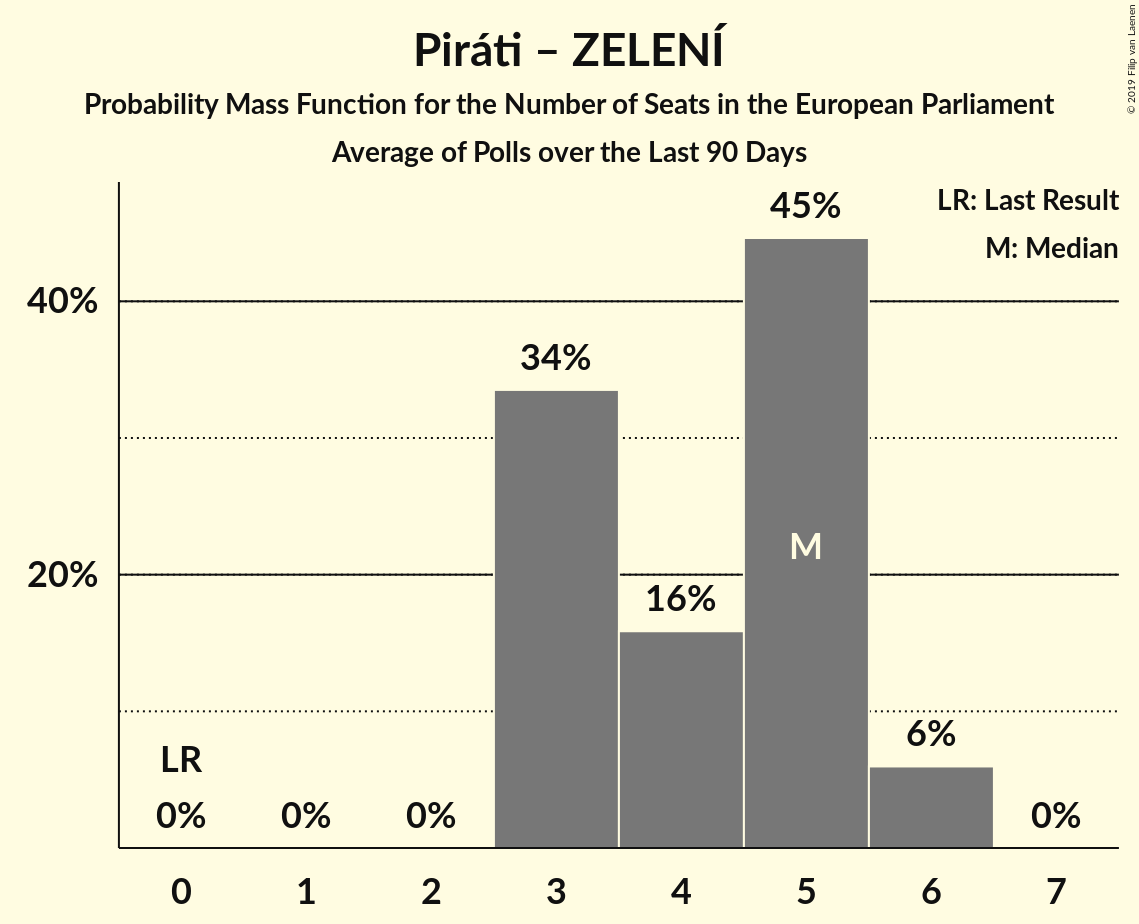 Piráti – ZELENÍ
Probability Mass Function for the Number of Seats in the European Parliament
Average of Polls over the Last 90 Days
© 2019 Filip van Laenen
LR: Last Result
M: Median
45%
40%
34%
M
20%
16%
6%
LR
0% 0% 0% 0%
0 1 2 3 4 5 6 7